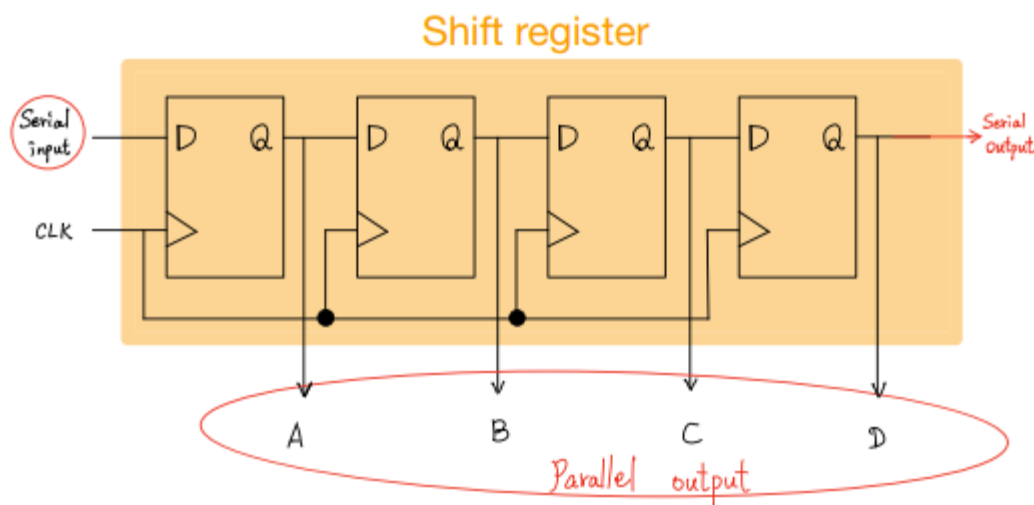 Shift register
Serial
input
D Q D Q D Q D Q
Serial
output
CLK
A B C D
Parallel output